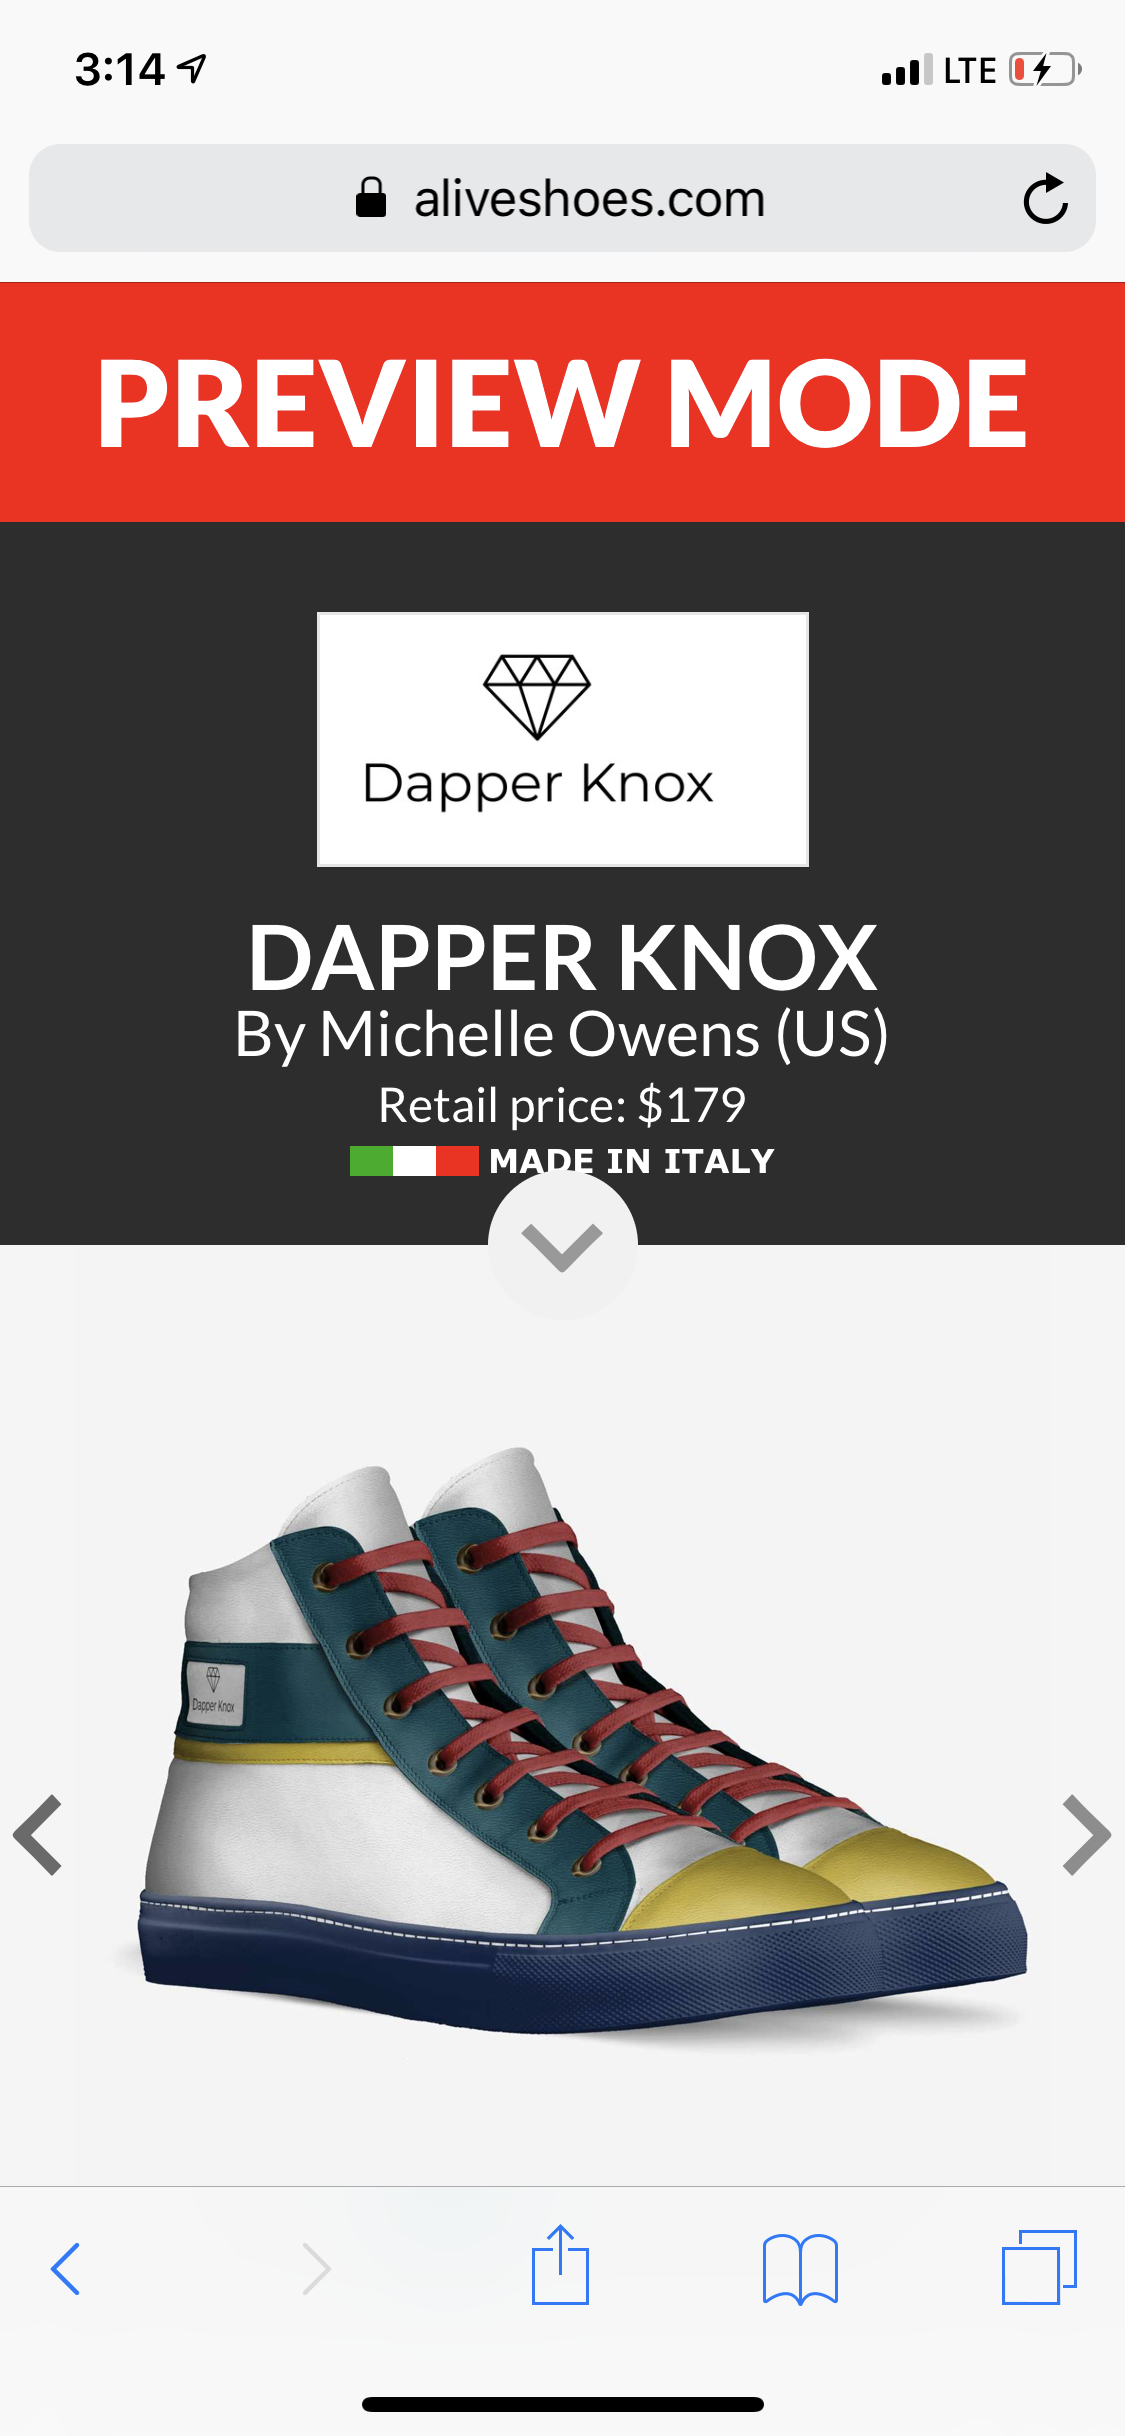 3:14
LTE
aliveshoes.com
PREVIEW MODE
Dapper Knox
DAPPER KNOX
By Michelle Owens (US)
Retail price: $179
MADE IN ITALY
Dapper Knox